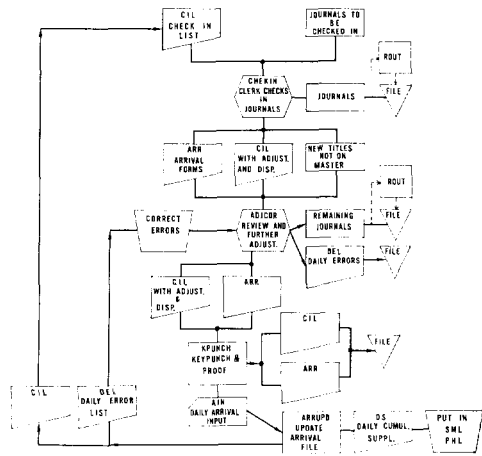 CIL
CHECK IN
LIST
JOURNALS TO
BE
CHECKED IN
ROUT
CHEKIN
CLERK CHECKS
IN
JOURNALS
JOURNALS
FILE
ARR
ARRIVAL
FORMS
CIL
WITH ADJUST.
AND DISP.
NEW TITLES
NOT ON
MASTER
ROUT
CORRECT
ERRORS
ADICOR
REVIEW AND
FURTHER
ADJUST.
REMAINING
JOURNALS
FILE
DEL
DAILY ERRORS
FILE
CIL
WITH ADJUST.
&
DISP.
ARR
CIL
KPUNCH
KEYPUNCH &
PROOF
FILE
ARR
CIL
DEL
DAILY ERROR
LIST
AIN
DAILY ARRIVAL
INPUT
ARRUPD
UPDATE
ARRIVAL
FILE
DS
DAILY CUMUL.
SUPPL.
PUT IN
SML
PHL